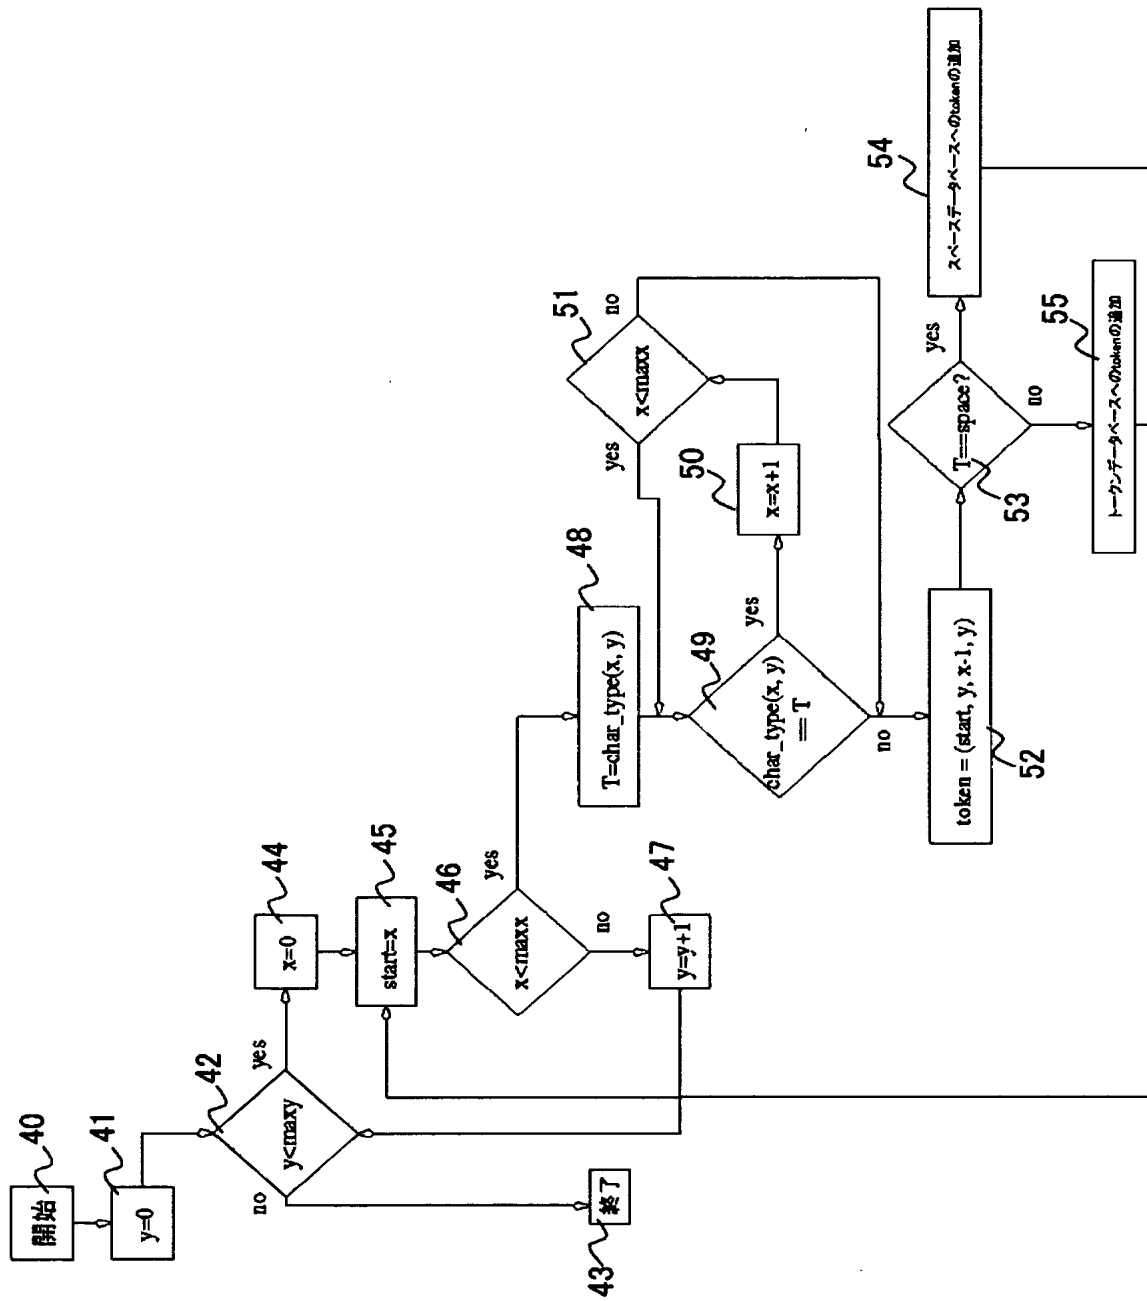 40
開始
41
y=0
42
y<maxy
yes
no
43
終了
44
x=0
45
start=x
46
x<maxx
yes
no
47
y=y+1
48
T=char_type(x, y)
49
char_type(x, y)
== T
yes
no
50
x=x+1
51
x<maxx
yes
no
52
token = (start, y, x-1, y)
53
T==space?
yes
no
54
スペースデータベースへのtokenの追加
55
トークンデータベースへのtokenの追加